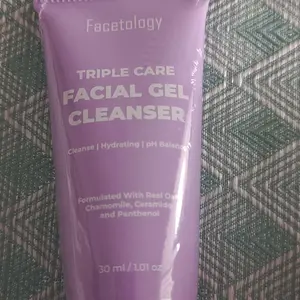 Facetology
TRIPLE CARE
FACIAL GEL
CLEANSER
Cleanse | Hydrating | pH
Formulated With Real
Chamomile, Ceramide
and Panthenol
30 ml / 1.01 oz